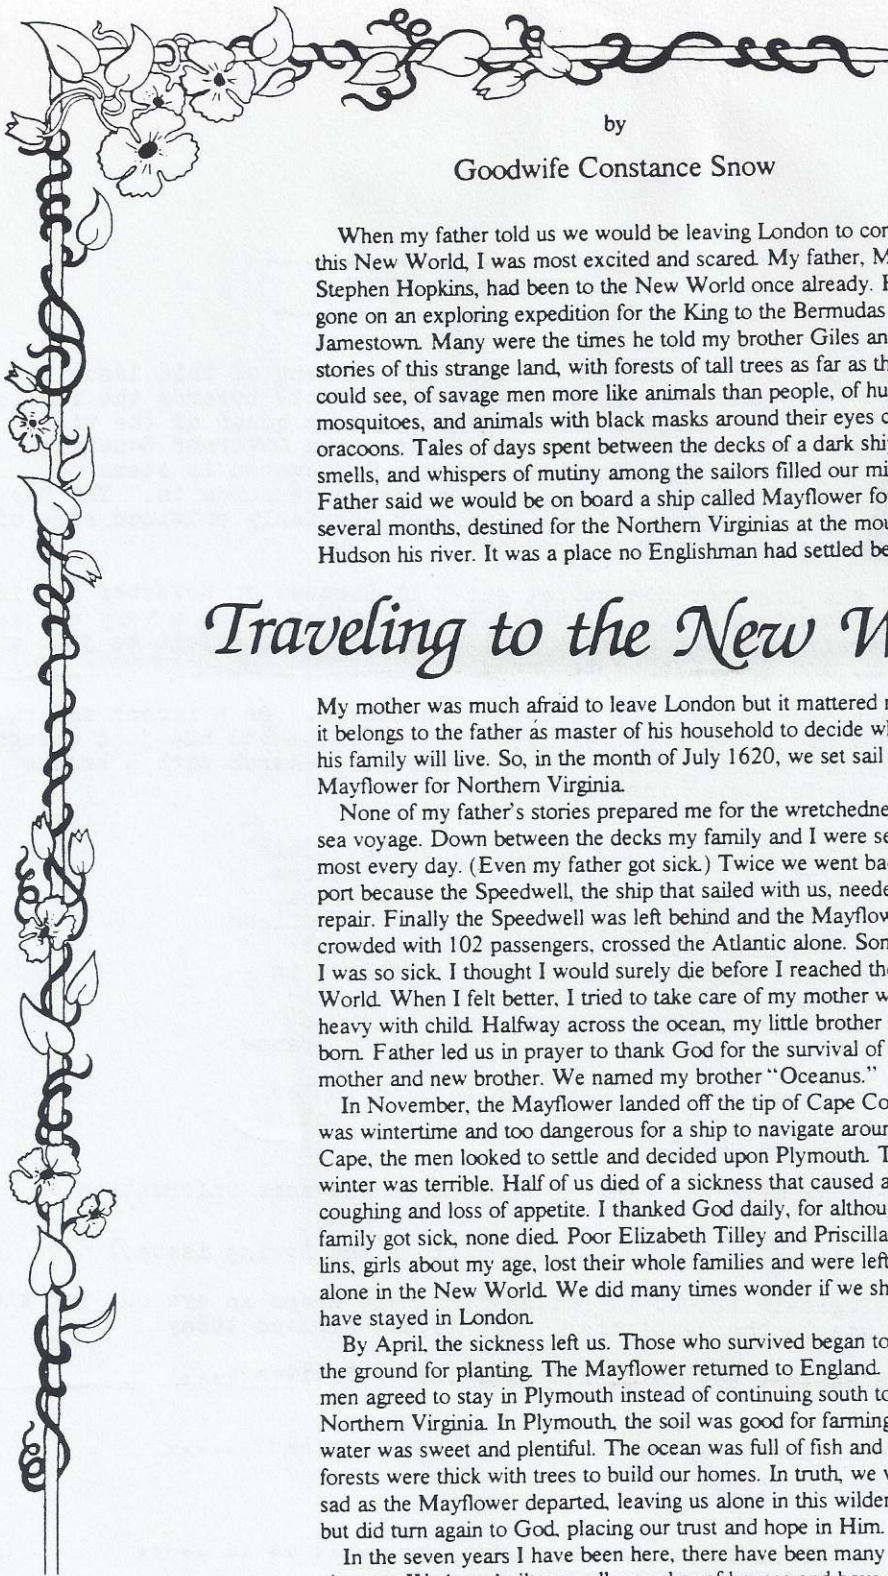 by
Goodwife Constance Snow
When my father told us we would be leaving London to
this New World, I was most excited and scared. My father,
Stephen Hopkins, had been to the New World once already.
gone on an exploring expedition for the King to the Bermudas
Jamestown. Many were the times he told my brother Giles
stories of this strange land, with forests of tall trees as far as
could see, of savage men more like animals than people, of
mosquitoes, and animals with black masks around their eyes
oracoons. Tales of days spent between the decks of a dark
smells, and whispers of mutiny among the sailors filled our
Father said we would be on board a ship called Mayflower
several months, destined for the Northern Virginias at the
Hudson his river. It was a place no Englishman had settled
Traveling to the New
My mother was much afraid to leave London but it mattered
it belongs to the father as master of his household to decide
his family will live. So, in the month of July 1620, we set sail
Mayflower for Northern Virginia.
None of my father's stories prepared me for the
sea voyage. Down between the decks my family and I were
most every day. (Even my father got sick.) Twice we went
port because the Speedwell, the ship that sailed with us,
repair. Finally the Speedwell was left behind and the
crowded with 102 passengers, crossed the Atlantic alone.
I was so sick. I thought I would surely die before I reached
World. When I felt better, I tried to take care of my mother
heavy with child. Halfway across the ocean, my little brother
born. Father led us in prayer to thank God for the survival of
mother and new brother. We named my brother "Oceanus."
In November, the Mayflower landed off the tip of Cape
was wintertime and too dangerous for a ship to navigate
Cape, the men looked to settle and decided upon Plymouth.
winter was terrible. Half of us died of a sickness that caused
coughing and loss of appetite. I thanked God daily, for
family got sick, none died. Poor Elizabeth Tilley and Priscilla
lins, girls about my age, lost their whole families and were left
alone in the New World. We did many times wonder if we
have stayed in London.
By April, the sickness left us. Those who survived began to
the ground for planting. The Mayflower returned to England.
men agreed to stay in Plymouth instead of continuing south to
Northern Virginia. In Plymouth, the soil was good for farming
water was sweet and plentiful. The ocean was full of fish and
forests were thick with trees to build our homes. In truth, we
sad as the Mayflower departed, leaving us alone in this
but did turn again to God, placing our trust and hope in Him.
In the seven years I have been here, there have been many